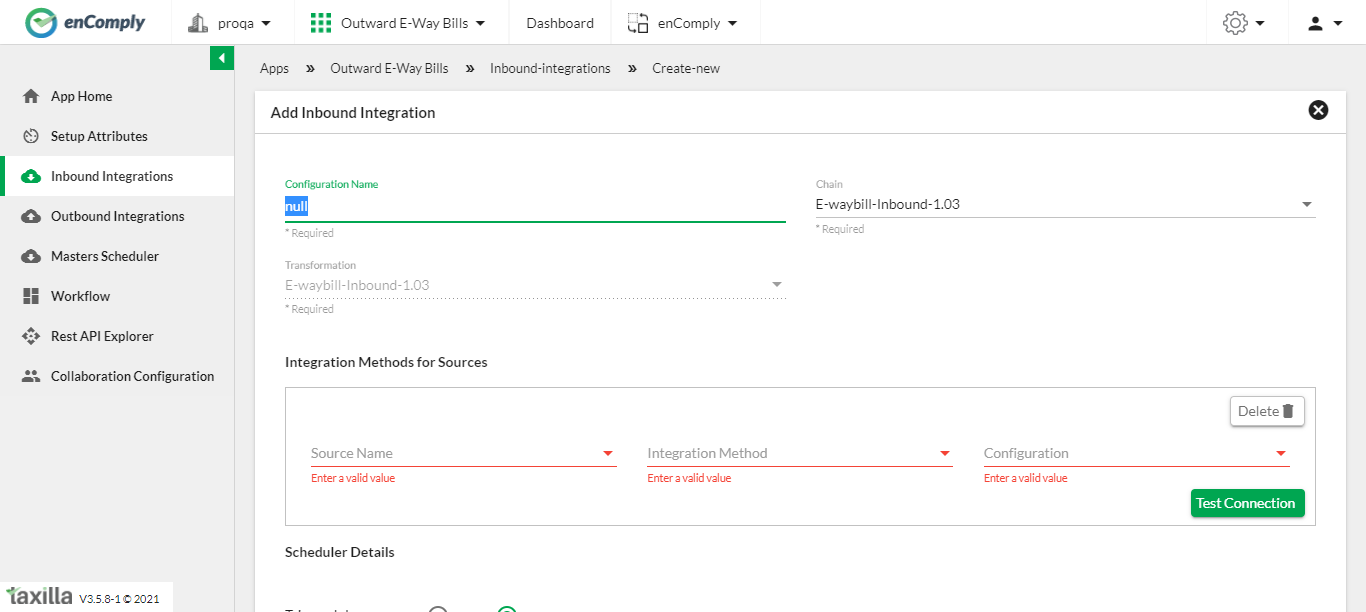 enComply
proqa
Outward E-Way Bills
Dashboard
enComply
Apps » Outward E-Way Bills » Inbound-integrations » Create-new
App Home
Setup Attributes
Inbound Integrations
Outbound Integrations
Masters Scheduler
Workflow
Rest API Explorer
Collaboration Configuration
Add Inbound Integration
Configuration Name
null
* Required
Chain
E-waybill-Inbound-1.03
* Required
Transformation
E-waybill-Inbound-1.03
* Required
Integration Methods for Sources
Delete
Source Name
Enter a valid value
Integration Method
Enter a valid value
Configuration
Enter a valid value
Test Connection
Scheduler Details
taxilla V3.5.8-1 © 2021